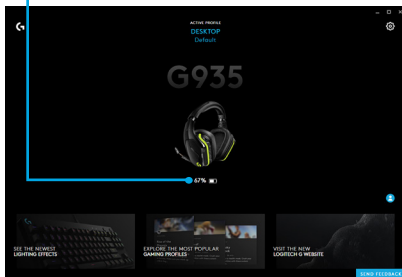 ACTIVE PROFILE
DESKTOP
Default
G935
67%
SEE THE NEWEST
LIGHTING EFFECTS
EXPLORE THE MOST POPULAR
GAMING PROFILES
VISIT THE NEW
LOGITECH G WEBSITE
SEND FEEDBACK